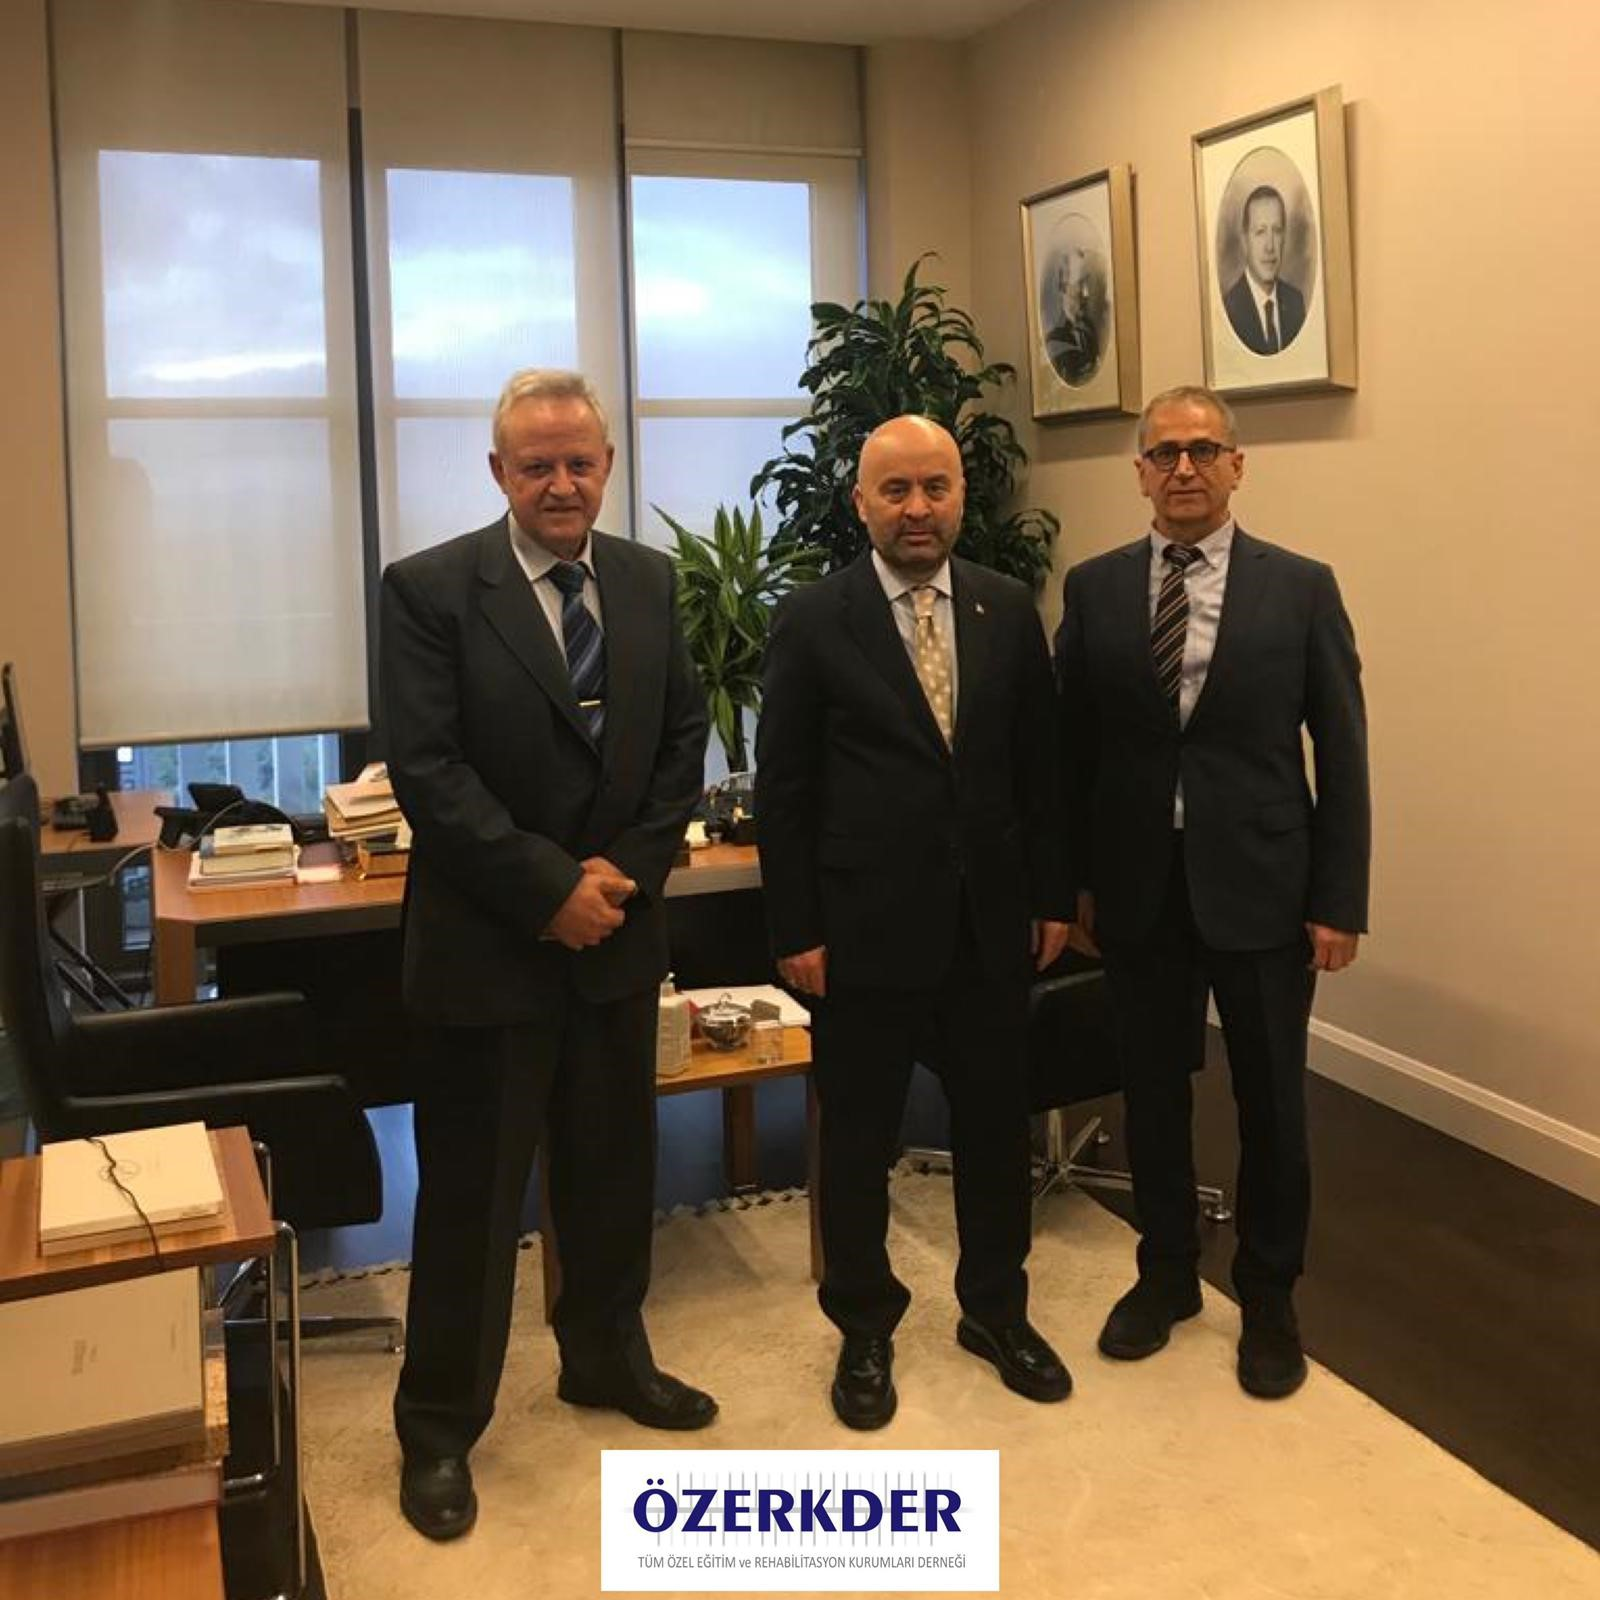 ÖZERKDER
TÜM ÖZEL EĞİTİM ve REHABİLİTASYON KURUMLARI DERNEĞİ